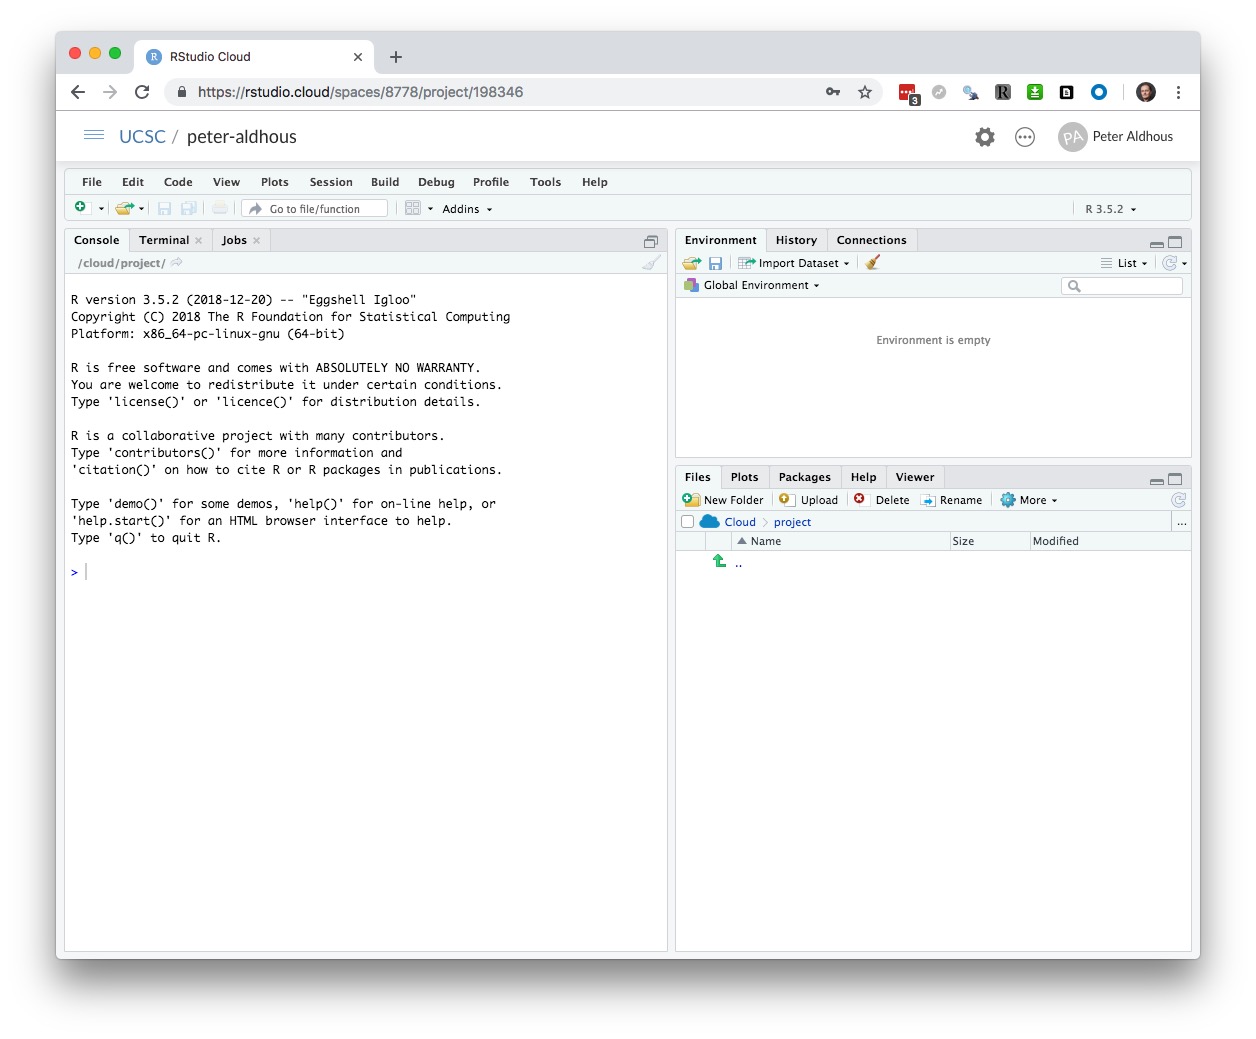 RStudio Cloud
https://rstudio.cloud/spaces/8778/project/198346
3
UCSC / peter-aldhous
PA Peter Aldhous
File Edit Code View Plots Session Build Debug Profile Tools Help
Go to file/function Addins R 3.5.2
Console Terminal Jobs
/cloud/project/
R version 3.5.2 (2018-12-20) -- "Eggshell Igloo"
Copyright (C) 2018 The R Foundation for Statistical Computing
Platform: x86_64-pc-linux-gnu (64-bit)
R is free software and comes with ABSOLUTELY NO WARRANTY.
You are welcome to redistribute it under certain conditions.
Type 'license()' or 'licence()' for distribution details.
R is a collaborative project with many contributors.
Type 'contributors()' for more information and
'citation()' on how to cite R or R packages in publications.
Type 'demo()' for some demos, 'help()' for on-line help, or
'help.start()' for an HTML browser interface to help.
Type 'q()' to quit R.
>
Environment History Connections
Import Dataset List
Global Environment
Environment is empty
Files Plots Packages Help Viewer
New Folder Upload Delete Rename More
Cloud project ...
Name Size Modified
..